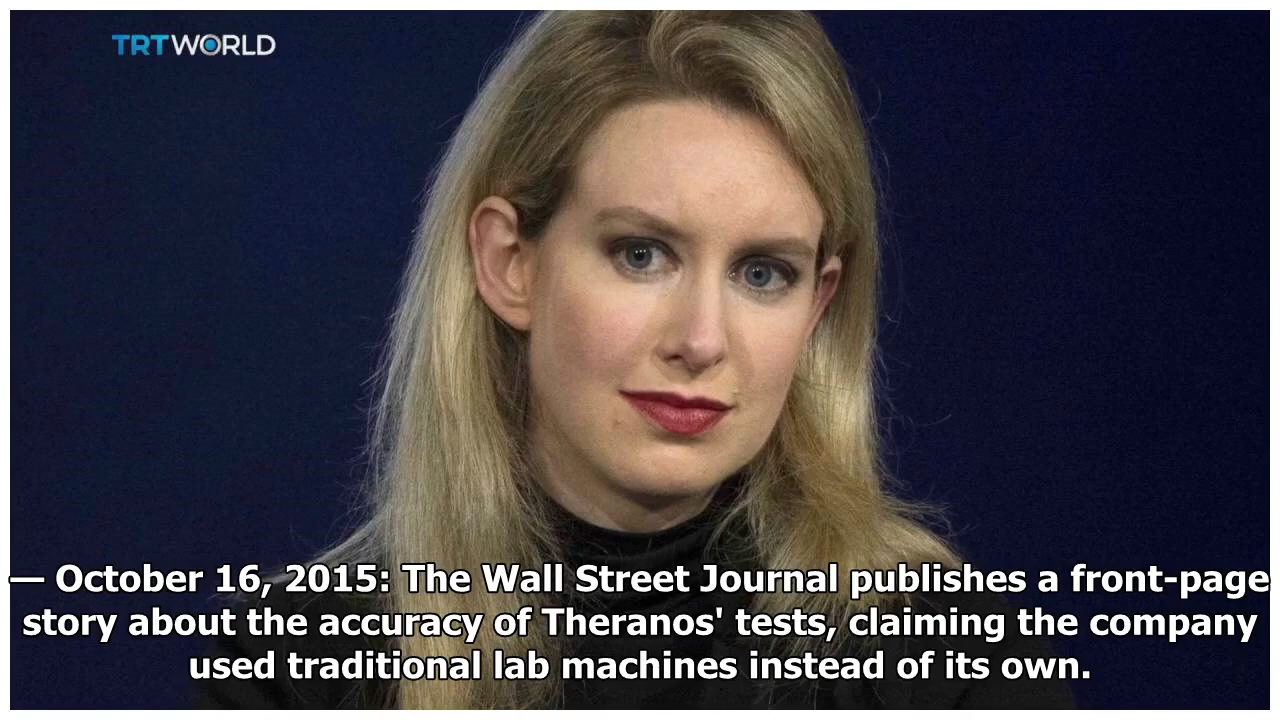 TRTWORLD
— October 16, 2015: The Wall Street Journal publishes a front-page
story about the accuracy of Theranos' tests, claiming the company
used traditional lab machines instead of its own.